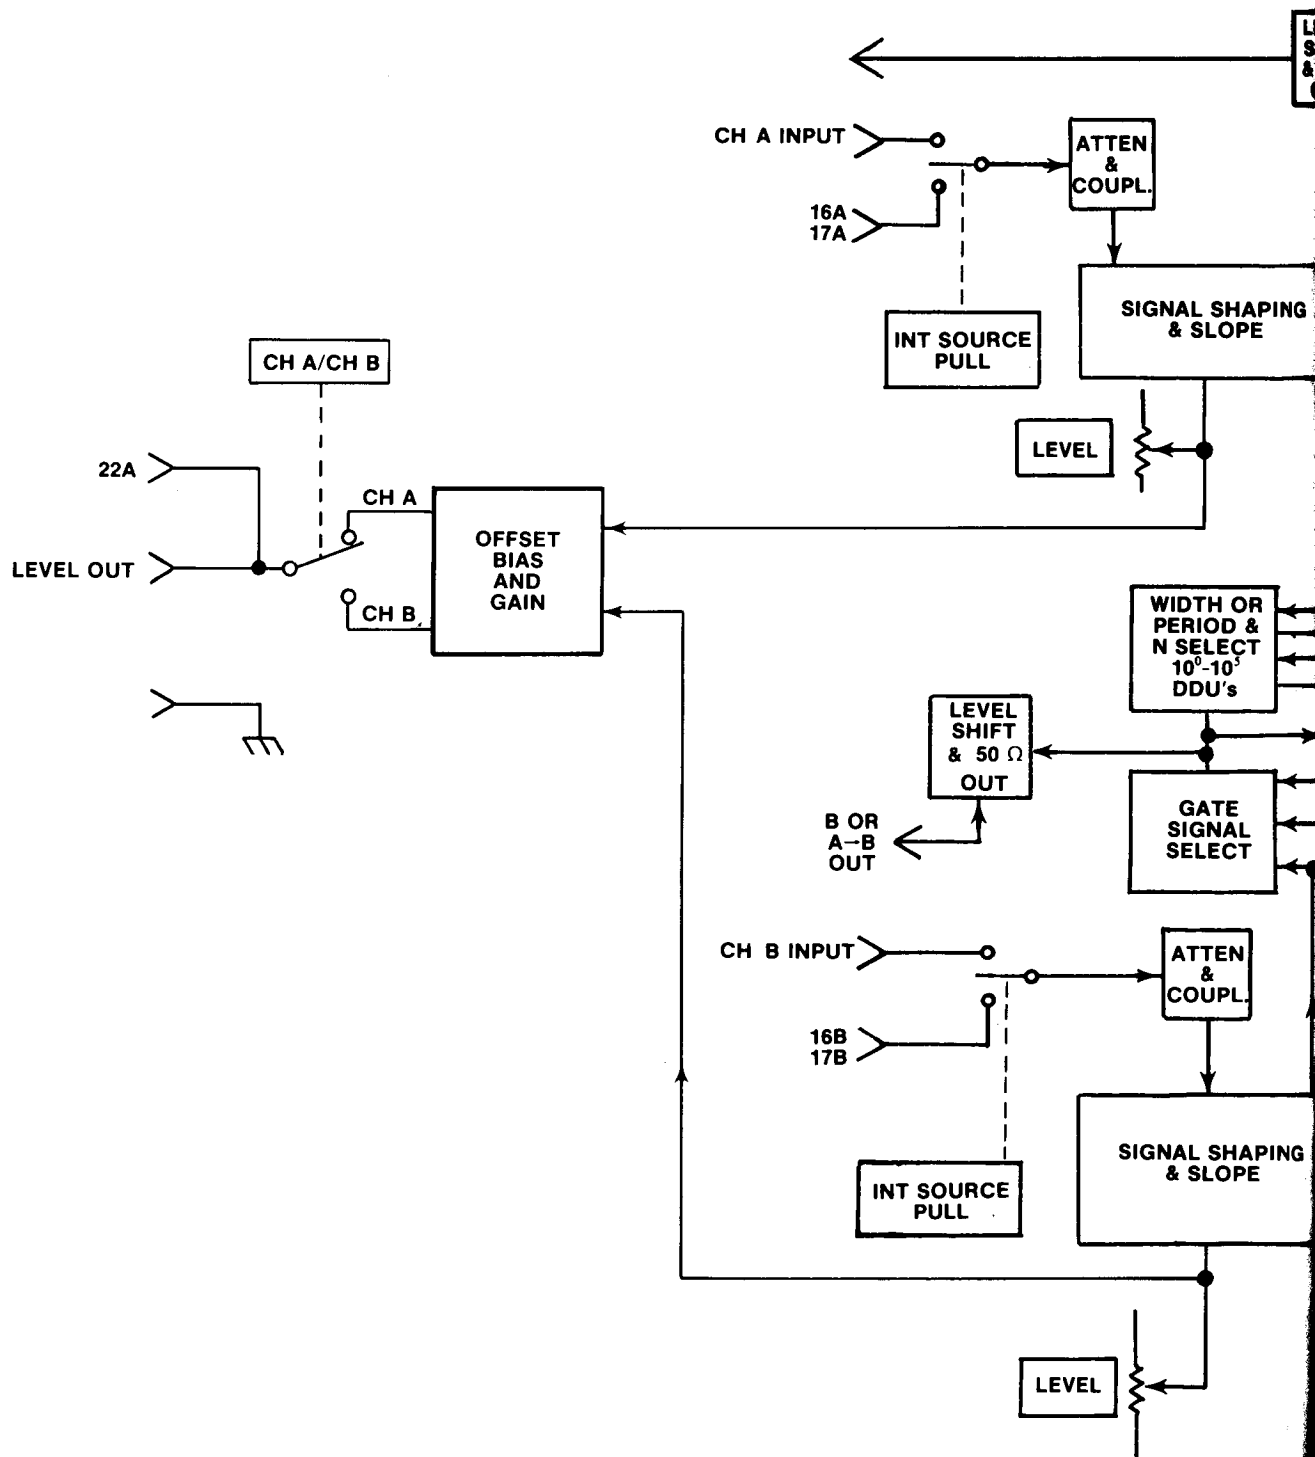 CH A INPUT
ATTEN
&
COUPL.
16A
17A
SIGNAL SHAPING
& SLOPE
INT SOURCE
PULL
LEVEL
CH A/CH B
22A
CH A
LEVEL OUT
CH B
OFFSET
BIAS
AND
GAIN
WIDTH OR
PERIOD &
N SELECT
10⁰-10⁵
DDU's
LEVEL
SHIFT
& 50 Ω
OUT
B OR
A→B
OUT
GATE
SIGNAL
SELECT
CH B INPUT
ATTEN
&
COUPL.
16B
17B
SIGNAL SHAPING
& SLOPE
INT SOURCE
PULL
LEVEL